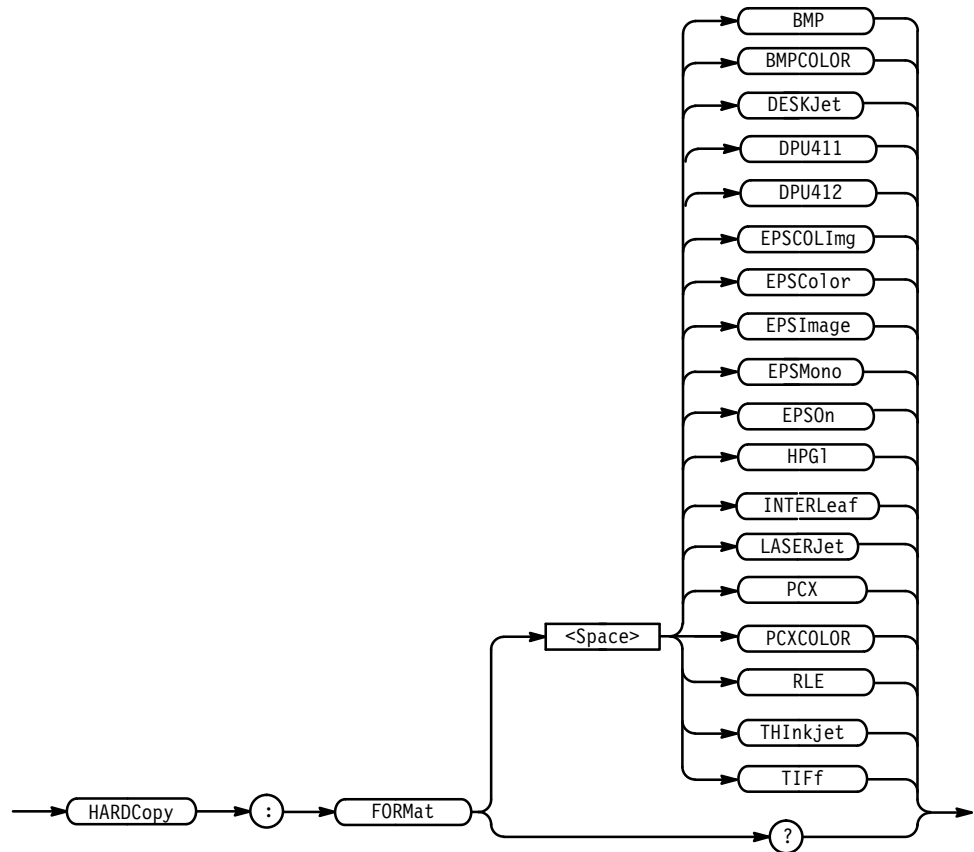 BMP
BMPCOLOR
DESKJet
DPU411
DPU412
EPSCOLImg
EPSColor
EPSImage
EPSMono
EPSOn
HPGl
INTERLeaf
LASERJet
PCX
<Space>
PCXCOLOR
RLE
THInkjet
TIFf
HARDCopy : FORMat
?